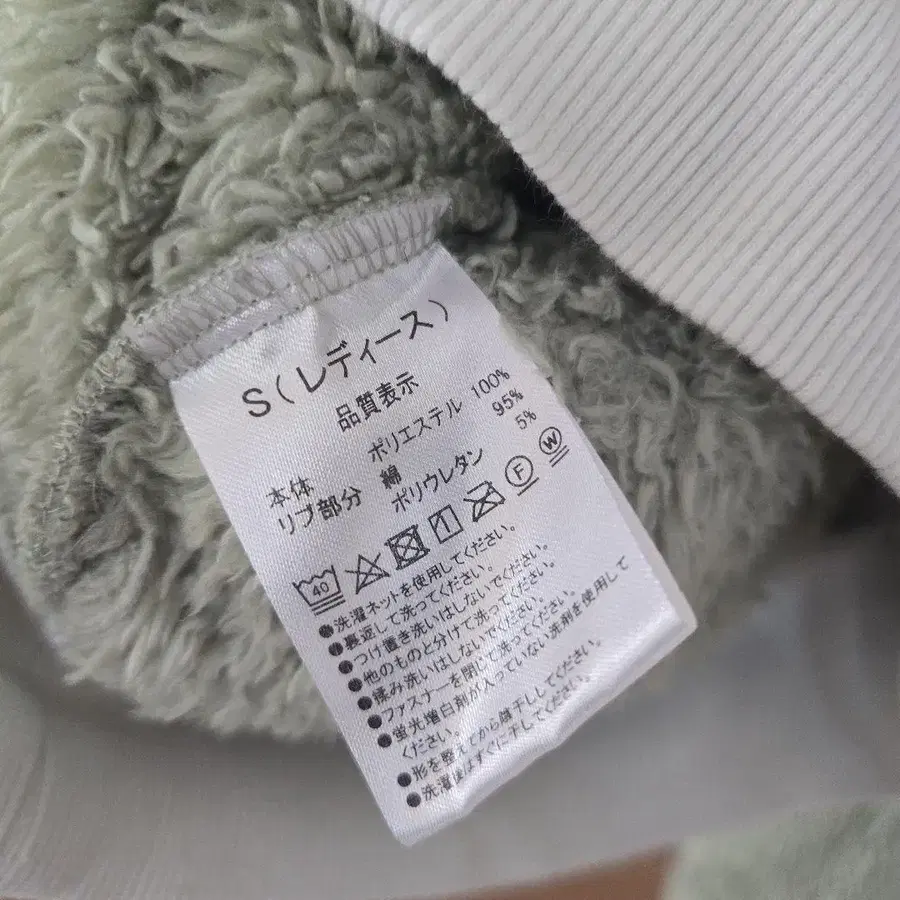 S(レディース)
品質表示
本体 ポリエステル 100%
リブ部分 綿 95%
ポリウレタン 5%
40 F W
●洗濯ネットを使用してください。
●裏返して洗ってください。
●つけ置き洗いはしないでください。
●他のものと分けて洗ってください。
●揉み洗いはしないでください。
●ファスナーを閉じて洗ってください。
●蛍光増白剤が入っていない洗剤を使用して
ください。
●形を整えてから陰干ししてください。
●洗濯後はすぐに干してください。